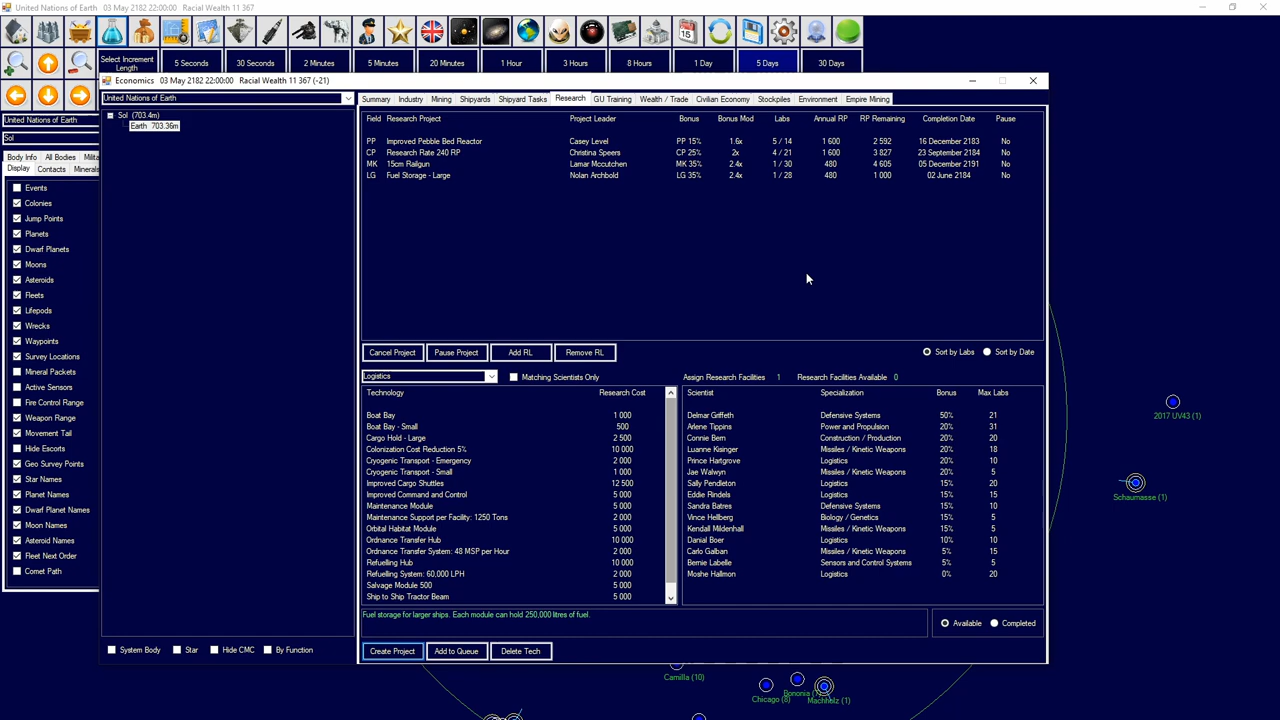 United Nations of Earth   03 May 2182 22:00:00   Racial Wealth 11 367
Select Increment Length
5 Seconds
30 Seconds
2 Minutes
5 Minutes
20 Minutes
1 Hour
3 Hours
8 Hours
1 Day
5 Days
30 Days
United Nations of Earth
Sol
Body Info All Bodies
Display Contacts Minerals
Events
Colonies
Jump Points
Planets
Dwarf Planets
Moons
Asteroids
Fleets
Lifepods
Wrecks
Waypoints
Survey Locations
Mineral Packets
Active Sensors
Fire Control Range
Weapon Range
Movement Tail
Hide Escorts
Geo Survey Points
Star Names
Planet Names
Dwarf Planet Names
Moon Names
Asteroid Names
Fleet Next Order
Comet Path
Economics   03 May 2182 22:00:00   Racial Wealth 11 367 (-21)
United Nations of Earth
Sol (703.4m)
Earth 703.36m
System Body Star Hide CMC By Function
Summary Industry Mining Shipyards Shipyard Tasks Research GU Training Wealth / Trade Civilian Economy Stockpiles Environment Empire Mining
Field Research Project Project Leader Bonus Bonus Mod Labs Annual RP RP Remaining Completion Date Pause
PP Improved Pebble Bed Reactor Casey Level PP 15% 1.6x 5 / 14 1 600 2 592 16 December 2183 No
CP Research Rate 240 RP Christina Speers CP 25% 2x 4 / 21 1 600 3 827 23 September 2184 No
MK 15cm Railgun Lamar Mccutchen MK 35% 2.4x 1 / 30 480 4 605 05 December 2191 No
LG Fuel Storage - Large Nolan Archbold LG 35% 2.4x 1 / 28 480 1 000 02 June 2184 No
Cancel Project Pause Project Add RL Remove RL Sort by Labs Sort by Date
Logistics Matching Scientists Only Assign Research Facilities 1 Research Facilities Available 0
Technology Research Cost
Boat Bay 1 000
Boat Bay - Small 500
Cargo Hold - Large 2 500
Colonization Cost Reduction 5% 10 000
Cryogenic Transport - Emergency 2 000
Cryogenic Transport - Small 1 000
Improved Cargo Shuttles 12 500
Improved Command and Control 5 000
Maintenance Module 5 000
Maintenance Support per Facility: 1250 Tons 2 000
Orbital Habitat Module 5 000
Ordnance Transfer Hub 10 000
Ordnance Transfer System: 48 MSP per Hour 2 000
Refuelling Hub 10 000
Refuelling System: 60,000 LPH 2 000
Salvage Module 500 5 000
Ship to Ship Tractor Beam 5 000
Scientist Specialization Bonus Max Labs
Delmar Griffeth Defensive Systems 50% 21
Arlene Tippins Power and Propulsion 20% 31
Connie Bern Construction / Production 20% 20
Luanne Kisinger Missiles / Kinetic Weapons 20% 18
Prince Hartgrove Logistics 20% 10
Jae Walwyn Missiles / Kinetic Weapons 20% 5
Sally Pendleton Logistics 15% 20
Eddie Rindels Logistics 15% 15
Sandra Batres Defensive Systems 15% 10
Vince Hellberg Biology / Genetics 15% 5
Kendall Mildenhall Missiles / Kinetic Weapons 15% 5
Danial Boer Logistics 10% 10
Carlo Galban Missiles / Kinetic Weapons 5% 15
Bernie Labelle Sensors and Control Systems 5% 5
Moshe Hallmon Logistics 0% 20
Fuel storage for larger ships. Each module can hold 250,000 litres of fuel.
Available Completed
Create Project Add to Queue Delete Tech
2017 UV43 (1)
Schaumasse (1)
Camilla (10)
Chicago (8)
Bononia
Machholz (1)